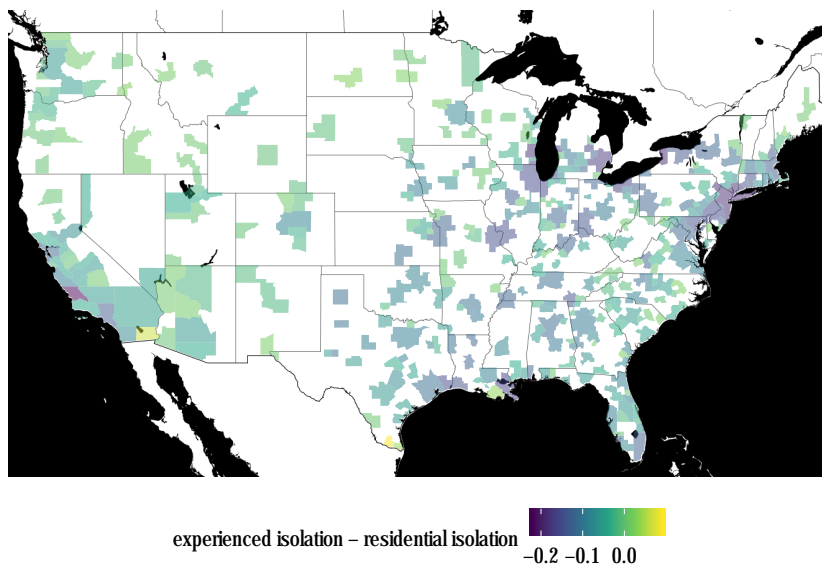 experienced isolation – residential isolation
−0.2 −0.1 0.0